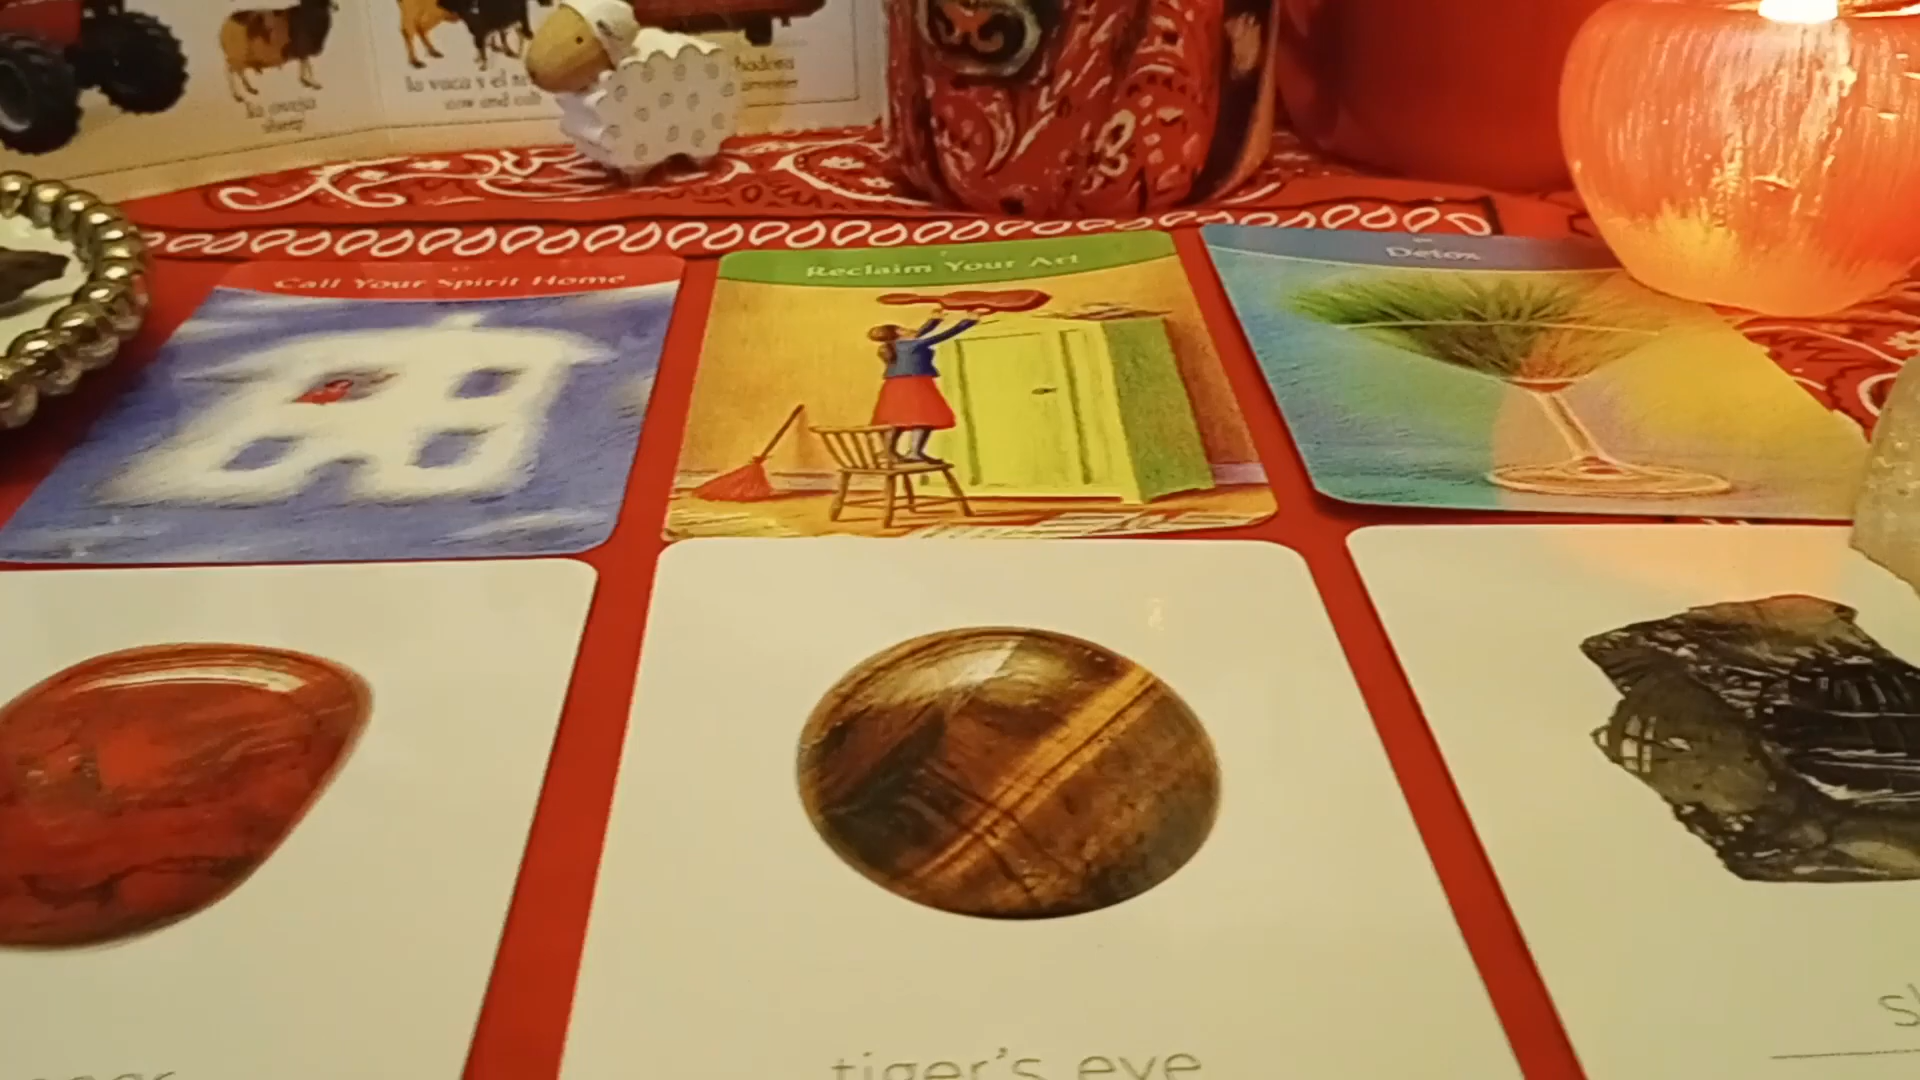 la oveja
sheep
la vaca y el
cow and calf
Call Your Spirit Home
Reclaim Your Art
Detox
tiger's eye